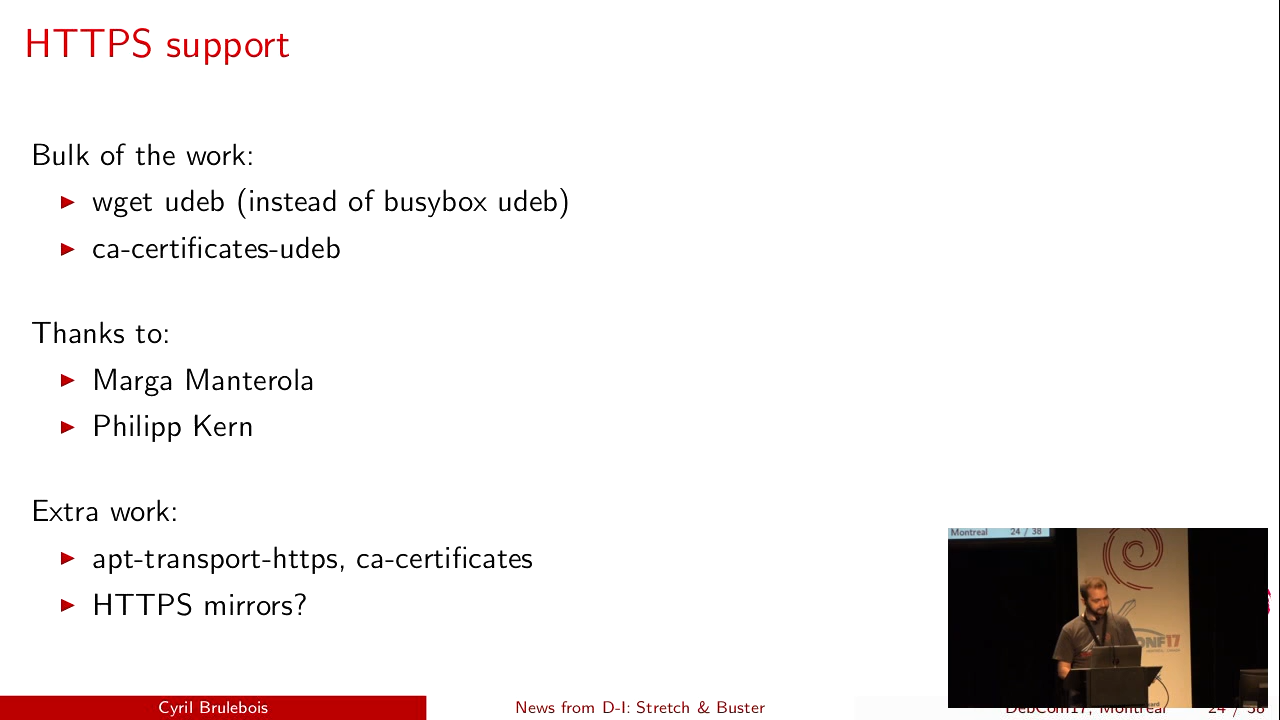 HTTPS support
Bulk of the work:
wget udeb (instead of busybox udeb)
ca-certificates-udeb
Thanks to:
Marga Manterola
Philipp Kern
Extra work:
apt-transport-https, ca-certificates
HTTPS mirrors?
Montreal 24 / 38
ONF17
Cyril Brulebois
News from D-I: Stretch & Buster
DebConf17, Montreal
24 / 38